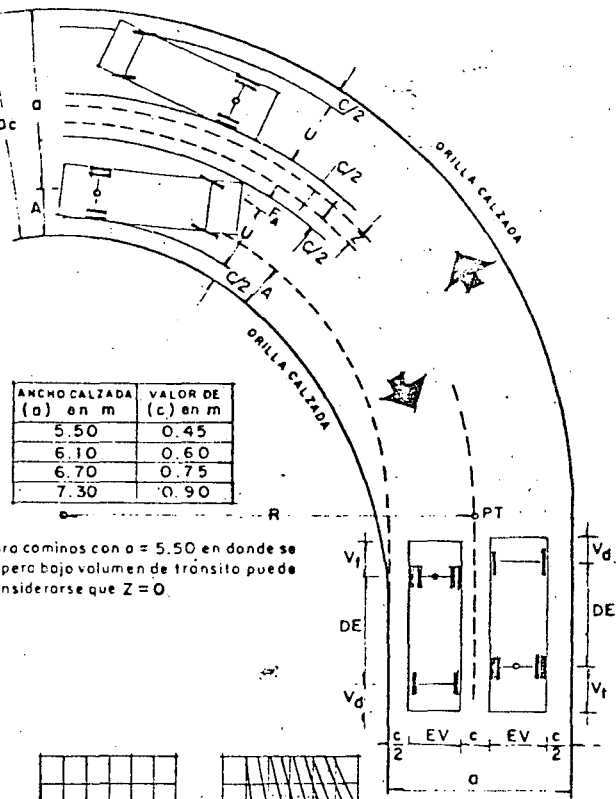 ac
a
A
C/2
U
C/2
FA
U
C/2
C/2
A
ORILLA CALZADA
ORILLA CALZADA
ANCHO CALZADA (a) en m
VALOR DE (c) en m
5.50 0.45
6.10 0.60
6.70 0.75
7.30 0.90
R
PT
ra caminos con a = 5.50 en donde se
pera bajo volumen de tránsito puede
nsiderarse que Z = 0
Vt
DE
Vd
Vd
DE
Vt
c/2 EV c EV c/2
a